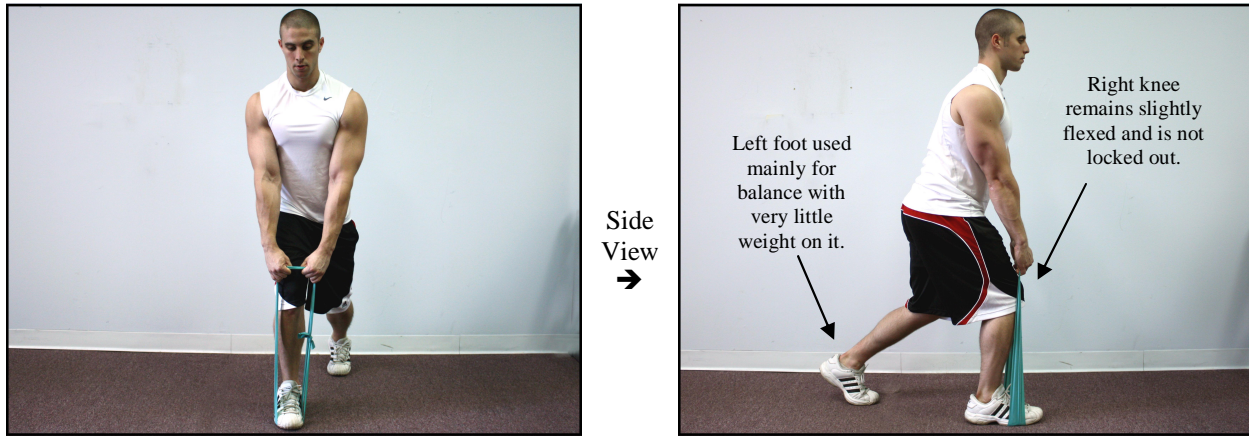 Left foot used
mainly for
balance with
very little
weight on it.
Side
View
➔
Right knee
remains slightly
flexed and is not
locked out.